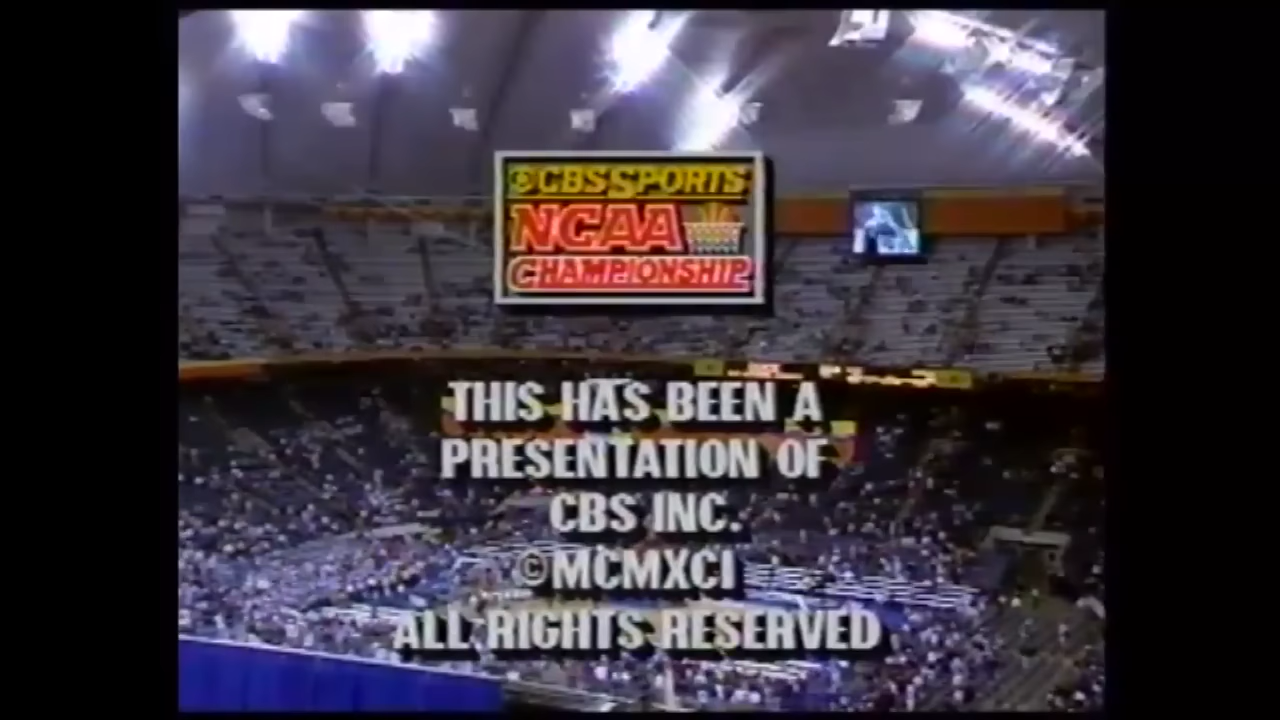 CBS SPORTS
NCAA
CHAMPIONSHIP
THIS HAS BEEN A
PRESENTATION OF
CBS INC.
©MCMXCI
ALL RIGHTS RESERVED